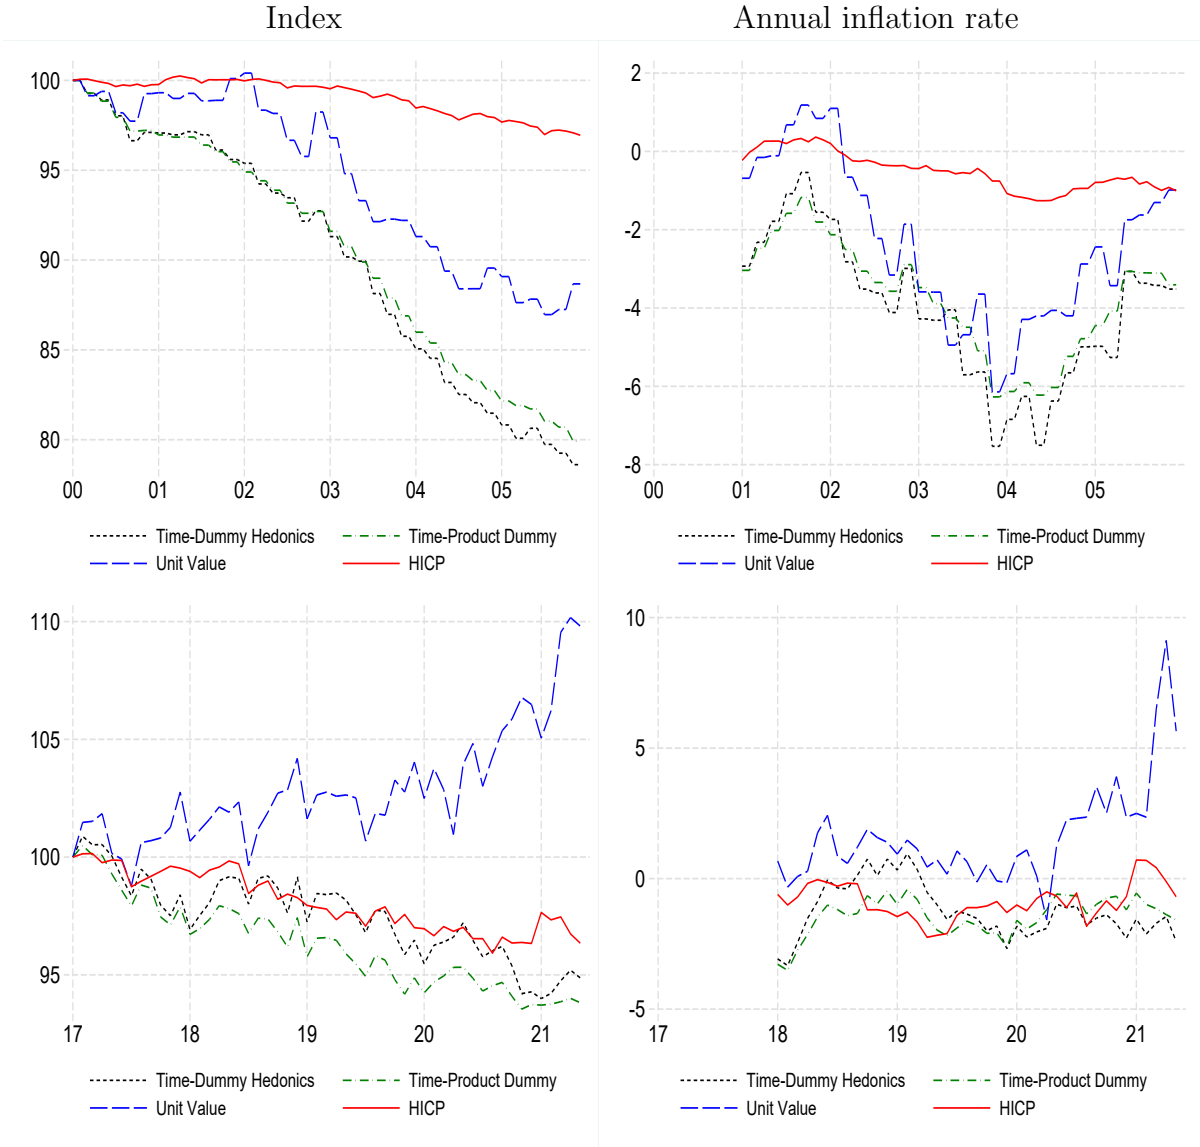 Index Annual inflation rate
100
95
90
85
80
00 01 02 03 04 05
Time-Dummy Hedonics Time-Product Dummy
Unit Value HICP
2
0
-2
-4
-6
-8
00 01 02 03 04 05
Time-Dummy Hedonics Time-Product Dummy
Unit Value HICP
110
105
100
95
17 18 19 20 21
Time-Dummy Hedonics Time-Product Dummy
Unit Value HICP
10
5
0
-5
17 18 19 20 21
Time-Dummy Hedonics Time-Product Dummy
Unit Value HICP